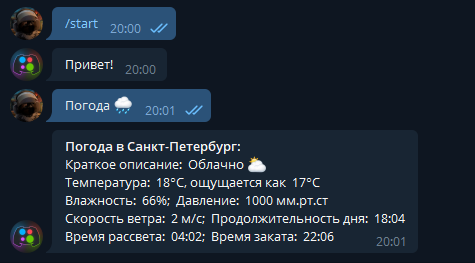 /start 20:00
Привет! 20:00
Погода 20:01
Погода в Санкт-Петербург:
Краткое описание: Облачно
Температура: 18°C, ощущается как 17°C
Влажность: 66%; Давление: 1000 мм.рт.ст
Скорость ветра: 2 м/с; Продолжительность дня: 18:04
Время рассвета: 04:02; Время заката: 22:06
20:01